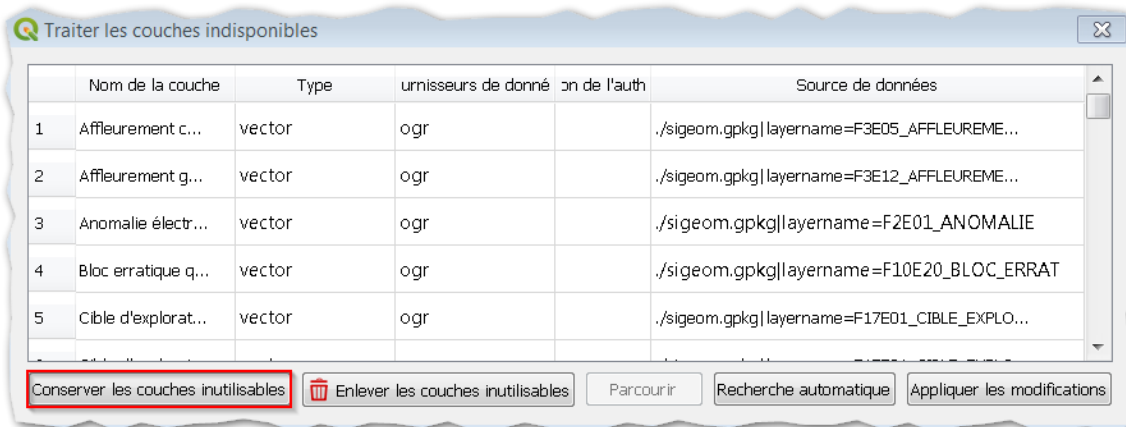 Traiter les couches indisponibles
Nom de la couche Type urnisseurs de donné on de l'auth Source de données
1 Affleurement c... vector ogr ./sigeom.gpkg|layername=F3E05_AFFLEUREME...
2 Affleurement g... vector ogr ./sigeom.gpkg|layername=F3E12_AFFLEUREME...
3 Anomalie électr... vector ogr ./sigeom.gpkg|layername=F2E01_ANOMALIE
4 Bloc erratique q... vector ogr ./sigeom.gpkg|layername=F10E20_BLOC_ERRAT
5 Cible d'explorat... vector ogr ./sigeom.gpkg|layername=F17E01_CIBLE_EXPLO...
Conserver les couches inutilisables Enlever les couches inutilisables Parcourir Recherche automatique Appliquer les modifications